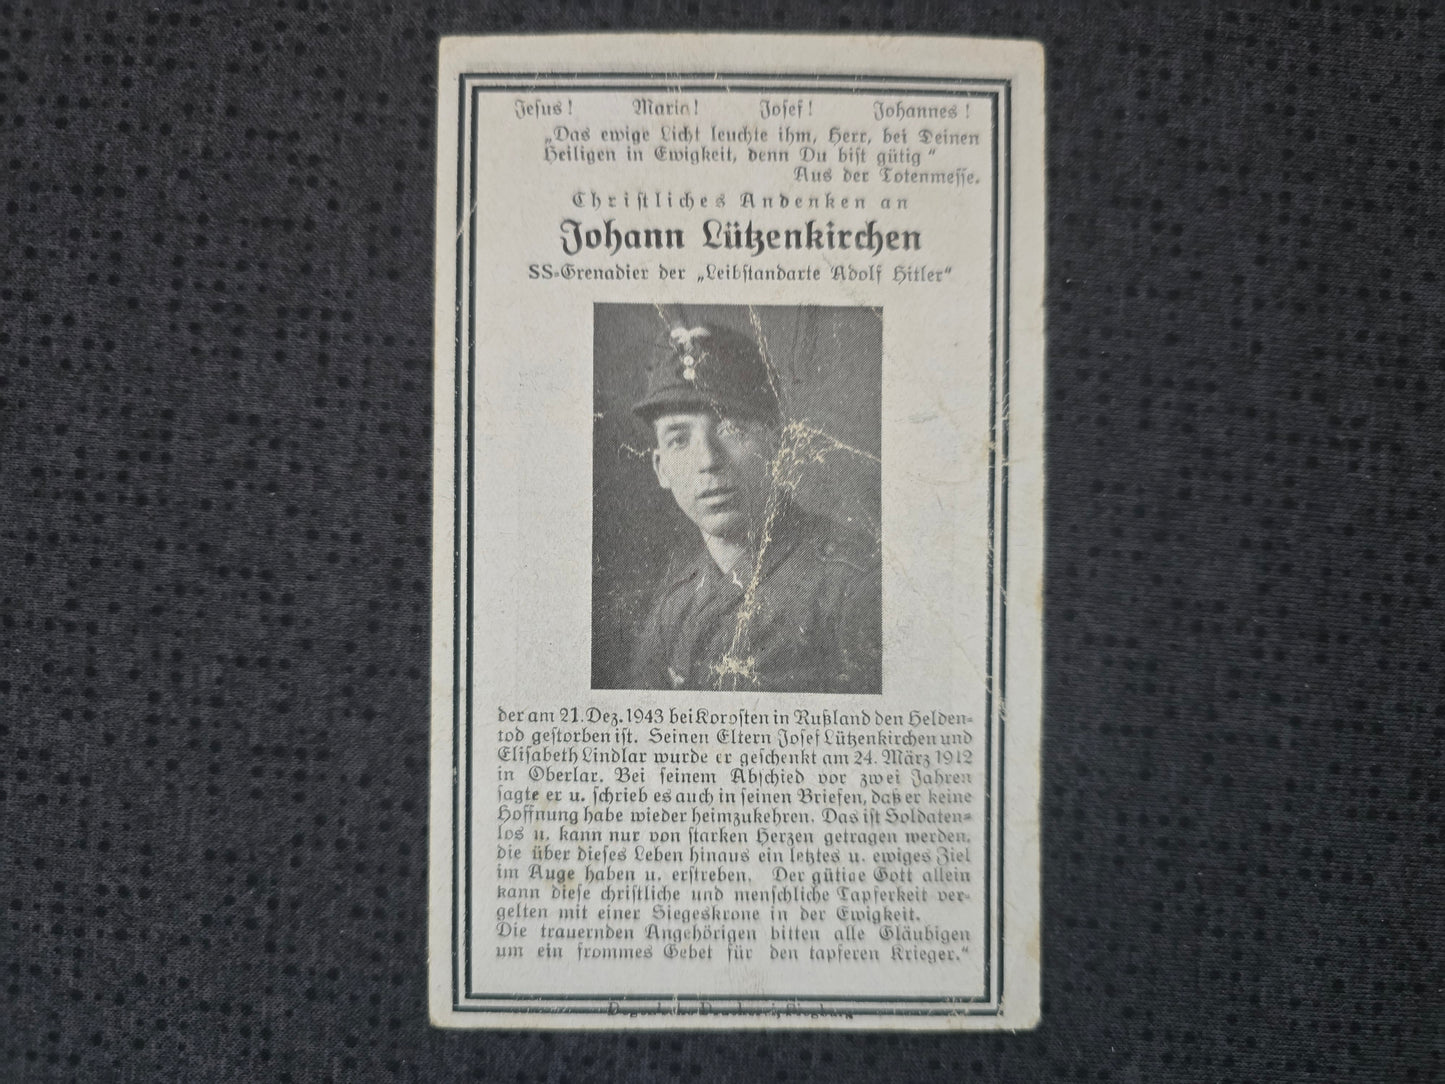 Jesus! Maria! Josef! Johannes!
„Das ewige Licht leuchte ihm, Herr, bei Deinen
Heiligen in Ewigkeit, denn Du bist gütig“
Aus der Totenmesse.
Christliches Andenken an
Johann Lützenkirchen
SS-Grenadier der „Leibstandarte Adolf Hitler“
der am 21. Dez. 1943 bei Korosten in Rußland den Helden-
tod gestorben ist. Seinen Eltern Josef Lützenkirchen und
Elisabeth Lindlar wurde er geschenkt am 24. März 1912
in Oberlar. Bei seinem Abschied vor zwei Jahren
sagte er u. schrieb es auch in seinen Briefen, daß er keine
Hoffnung habe wieder heimzukehren. Das ist Soldaten-
los u. kann nur von starken Herzen getragen werden,
die über dieses Leben hinaus ein letztes u. ewiges Ziel
im Auge haben u. erstreben. Der gütige Gott allein
kann diese christliche und menschliche Tapferkeit ver-
gelten mit einer Siegeskrone in der Ewigkeit.
Die trauernden Angehörigen bitten alle Gläubigen
um ein frommes Gebet für den tapferen Krieger.“
Siegburg